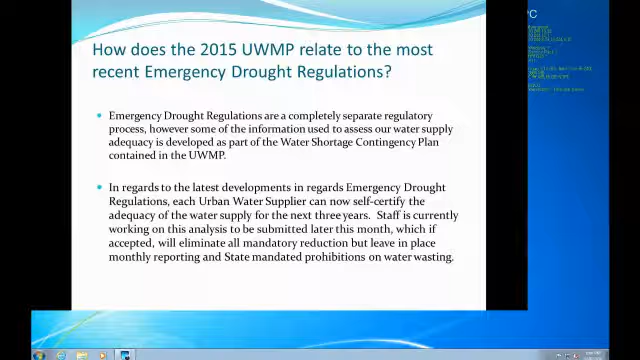 How does the 2015 UWMP relate to the most
recent Emergency Drought Regulations?
• Emergency Drought Regulations are a completely separate regulatory
process, however some of the information used to assess our water supply
adequacy is developed as part of the Water Shortage Contingency Plan
contained in the UWMP.
• In regards to the latest developments in regards Emergency Drought
Regulations, each Urban Water Supplier can now self-certify the
adequacy of the water supply for the next three years. Staff is currently
working on this analysis to be submitted later this month, which if
accepted, will eliminate all mandatory reduction but leave in place
monthly reporting and State mandated prohibitions on water wasting.
PC